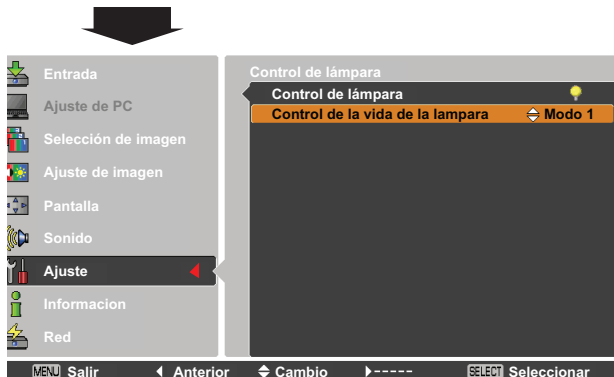 Entrada
Ajuste de PC
Selección de imagen
Ajuste de imagen
Pantalla
Sonido
Ajuste
Informacion
Red
Control de lámpara
Control de lámpara
Control de la vida de la lampara Modo 1
MENU Salir Anterior Cambio ----- SELECT Seleccionar